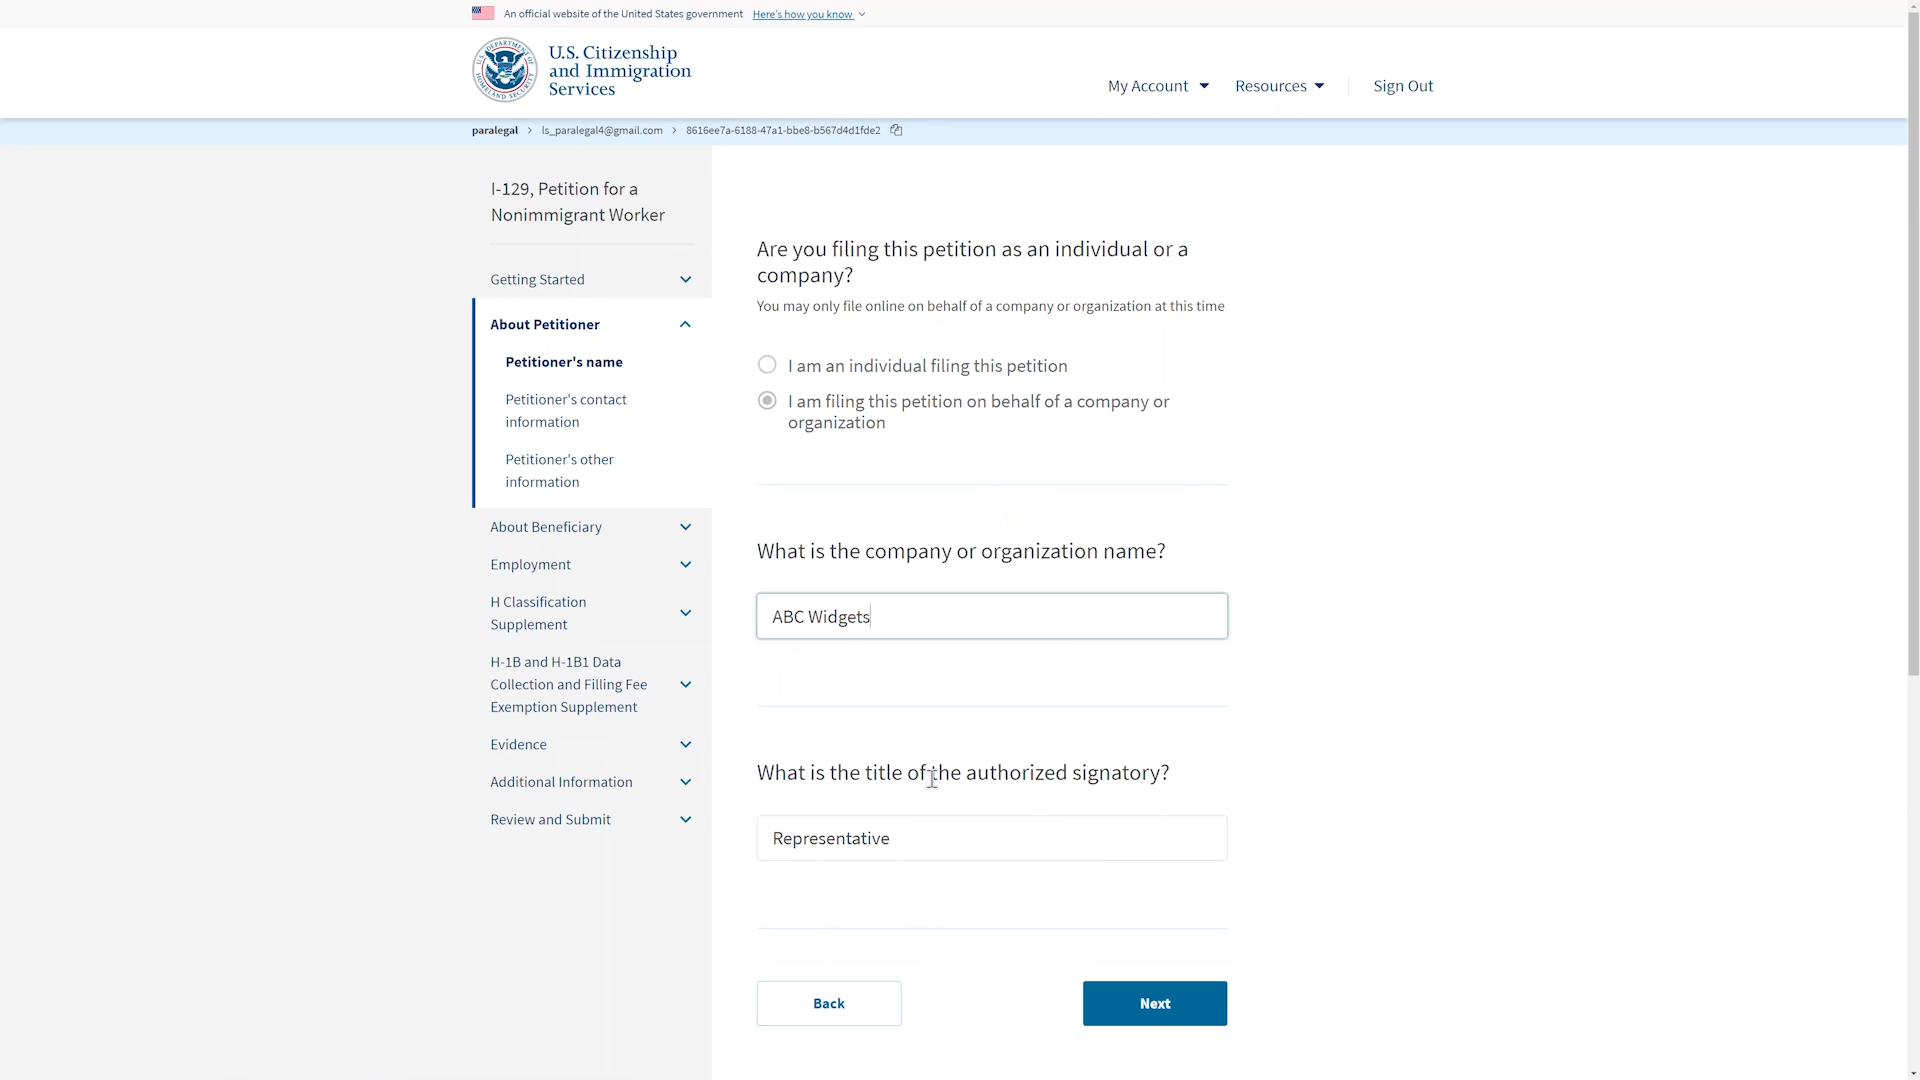 An official website of the United States government Here's how you know
U.S. Citizenship
and Immigration
Services
My Account Resources Sign Out
paralegal > ls_paralegal4@gmail.com > 8616ee7a-6188-47a1-bbe8-b567d4d1fde2
I-129, Petition for a
Nonimmigrant Worker
Getting Started
About Petitioner
Petitioner's name
Petitioner's contact
information
Petitioner's other
information
About Beneficiary
Employment
H Classification
Supplement
H-1B and H-1B1 Data
Collection and Filling Fee
Exemption Supplement
Evidence
Additional Information
Review and Submit
Are you filing this petition as an individual or a
company?
You may only file online on behalf of a company or organization at this time
I am an individual filing this petition
I am filing this petition on behalf of a company or
organization
What is the company or organization name?
ABC Widgets
What is the title of the authorized signatory?
Representative
Back
Next